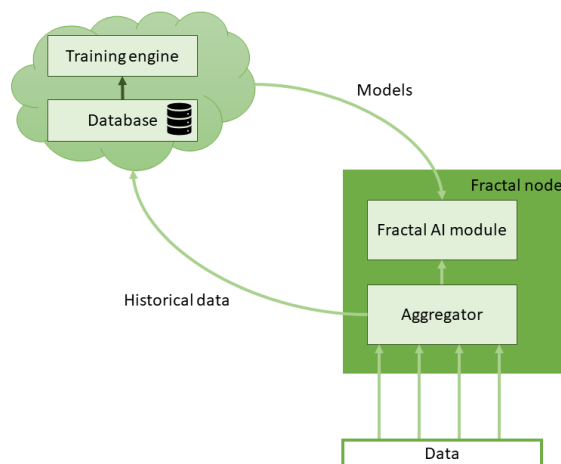 Training engine
Database
Models
Fractal node
Fractal AI module
Historical data
Aggregator
Data